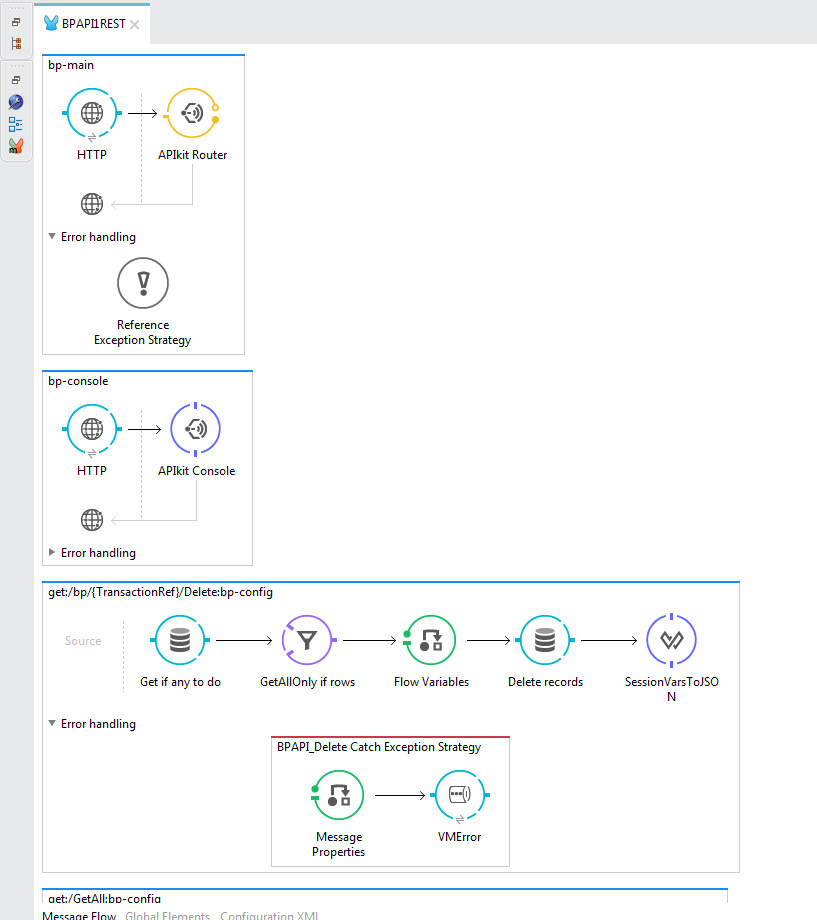 BPAPI1REST
bp-main
HTTP
APIkit Router
Error handling
Reference
Exception Strategy
bp-console
HTTP
APIkit Console
Error handling
get:/bp/{TransactionRef}/Delete:bp-config
Source
Get if any to do
GetAllOnly if rows
Flow Variables
Delete records
SessionVarsToJSO
N
Error handling
BPAPI_Delete Catch Exception Strategy
Message
Properties
VMError
get:/GetAll:bp-config
Message Flow
Global Elements
Configuration XML